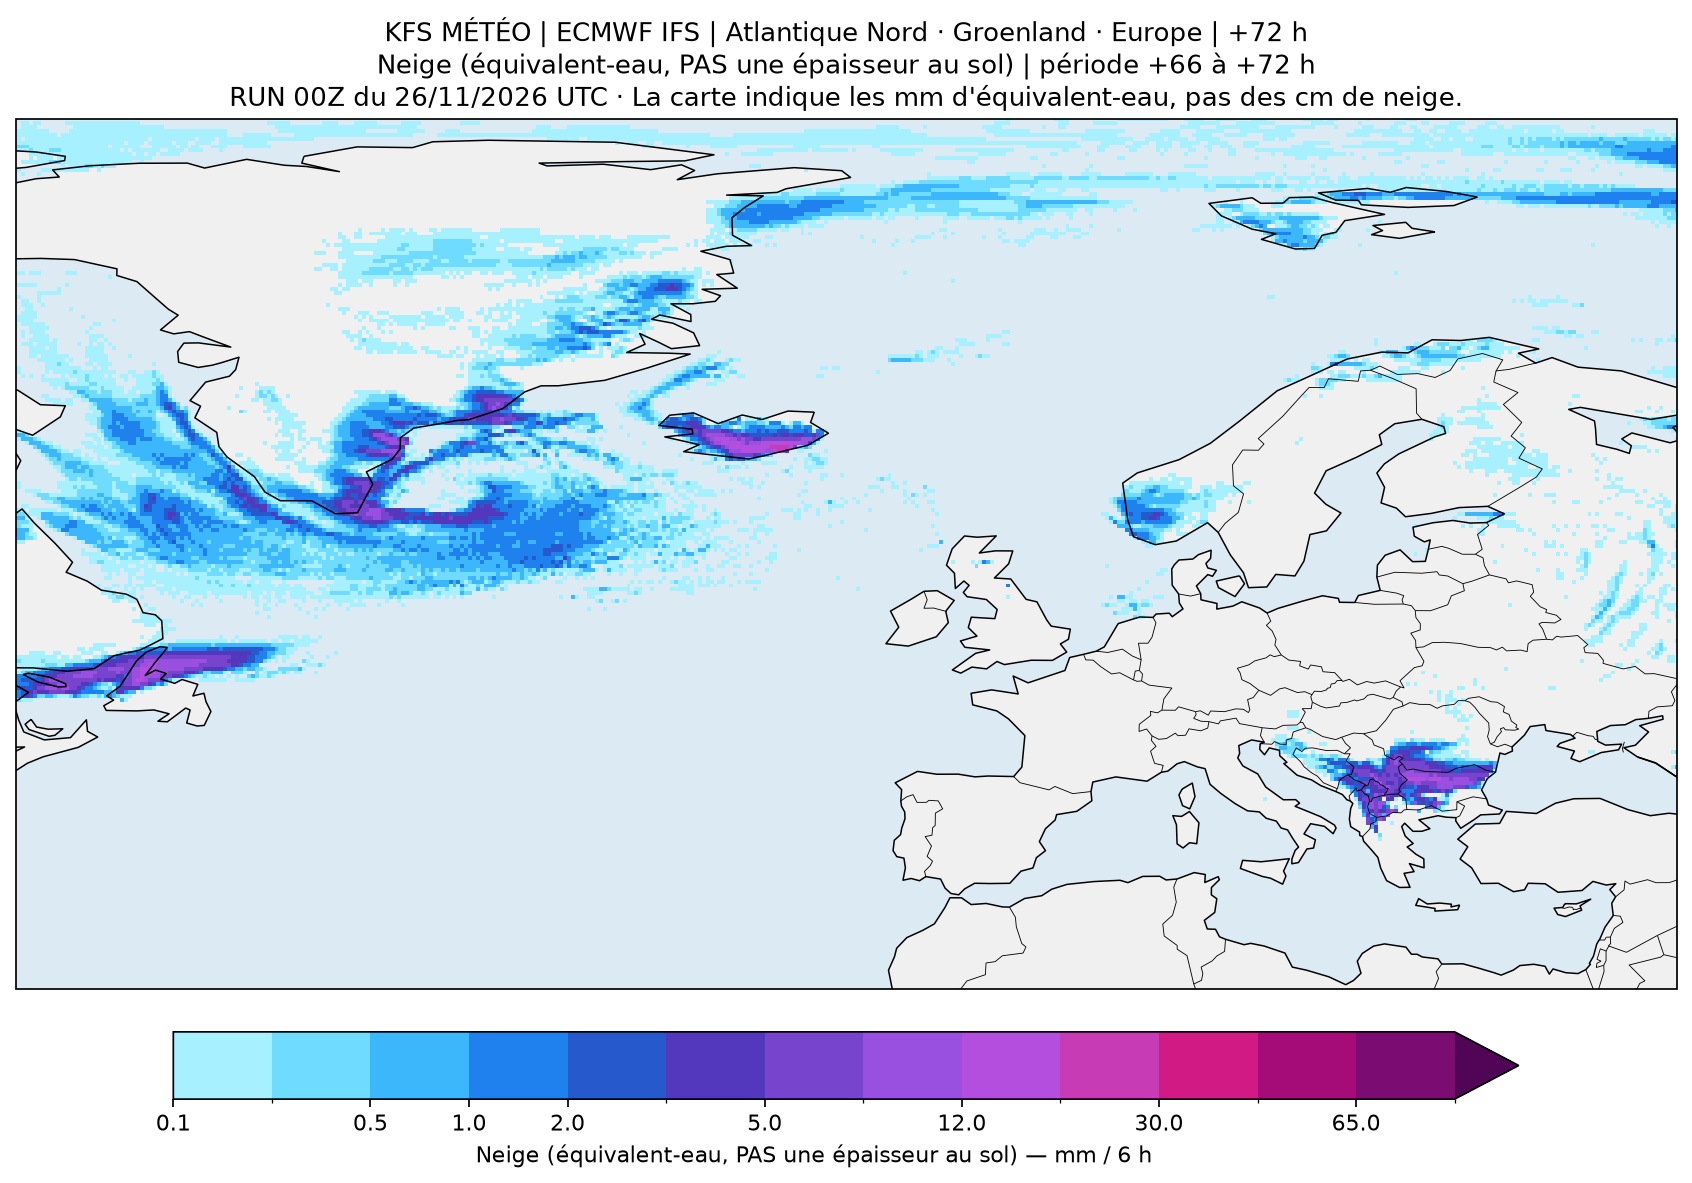 KFS MÉTÉO | ECMWF IFS | Atlantique Nord · Groenland · Europe | +72 h
Neige (équivalent-eau, PAS une épaisseur au sol) | période +66 à +72 h
RUN 00Z du 26/11/2026 UTC · La carte indique les mm d'équivalent-eau, pas des cm de neige.
0.1 0.5 1.0 2.0 5.0 12.0 30.0 65.0
Neige (équivalent-eau, PAS une épaisseur au sol) — mm / 6 h